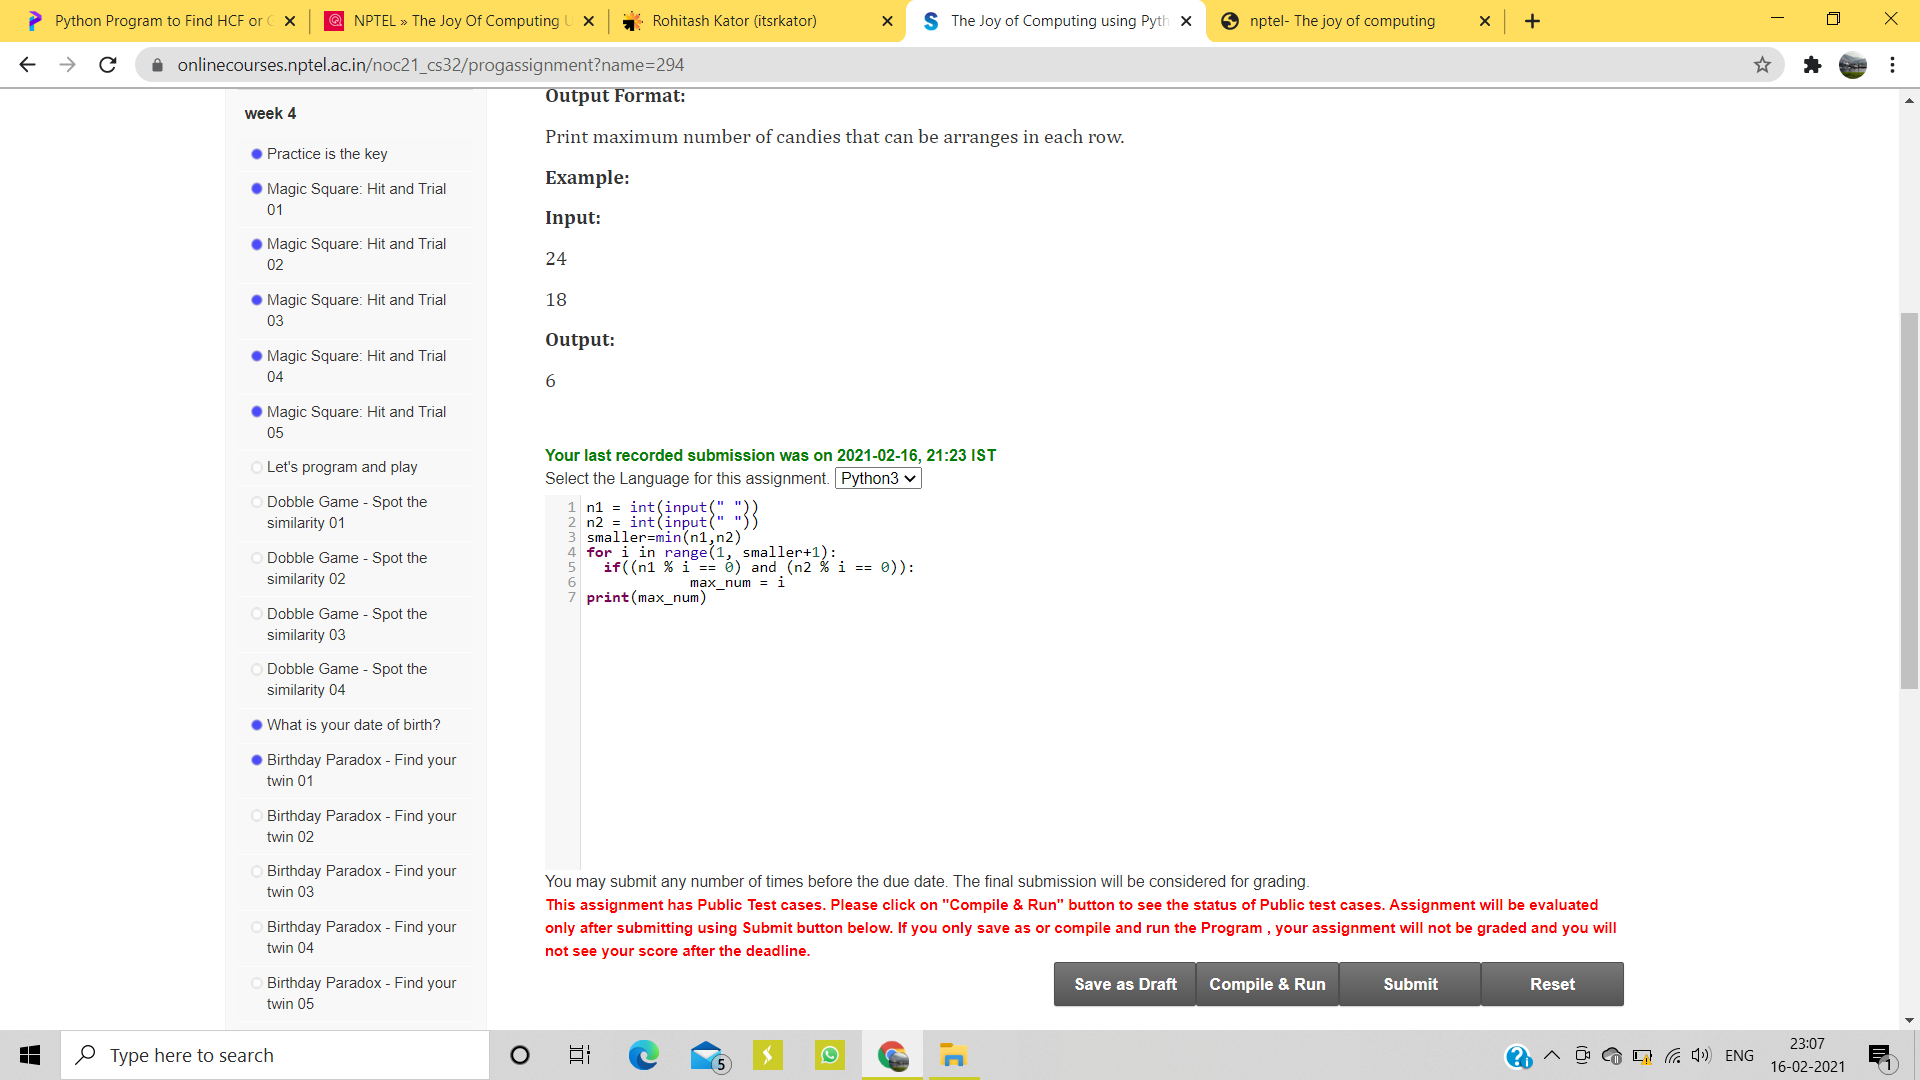 Python Program to Find HCF or
NPTEL » The Joy Of Computing
Rohitash Kator (itsrkator)
The Joy of Computing using Pyth
nptel- The joy of computing
onlinecourses.nptel.ac.in/noc21_cs32/progassignment?name=294
week 4
Practice is the key
Magic Square: Hit and Trial
01
Magic Square: Hit and Trial
02
Magic Square: Hit and Trial
03
Magic Square: Hit and Trial
04
Magic Square: Hit and Trial
05
Let's program and play
Dobble Game - Spot the
similarity 01
Dobble Game - Spot the
similarity 02
Dobble Game - Spot the
similarity 03
Dobble Game - Spot the
similarity 04
What is your date of birth?
Birthday Paradox - Find your
twin 01
Birthday Paradox - Find your
twin 02
Birthday Paradox - Find your
twin 03
Birthday Paradox - Find your
twin 04
Birthday Paradox - Find your
twin 05
Output Format:
Print maximum number of candies that can be arranges in each row.
Example:
Input:
24
18
Output:
6
Your last recorded submission was on 2021-02-16, 21:23 IST
Select the Language for this assignment. Python3
1 n1 = int(input(" "))
2 n2 = int(input(" "))
3 smaller=min(n1,n2)
4 for i in range(1, smaller+1):
5 if((n1 % i == 0) and (n2 % i == 0)):
6 max_num = i
7 print(max_num)
You may submit any number of times before the due date. The final submission will be considered for grading.
This assignment has Public Test cases. Please click on "Compile & Run" button to see the status of Public test cases. Assignment will be evaluated
only after submitting using Submit button below. If you only save as or compile and run the Program , your assignment will not be graded and you will
not see your score after the deadline.
Save as Draft Compile & Run Submit Reset
Type here to search
5
ENG
23:07
16-02-2021
1